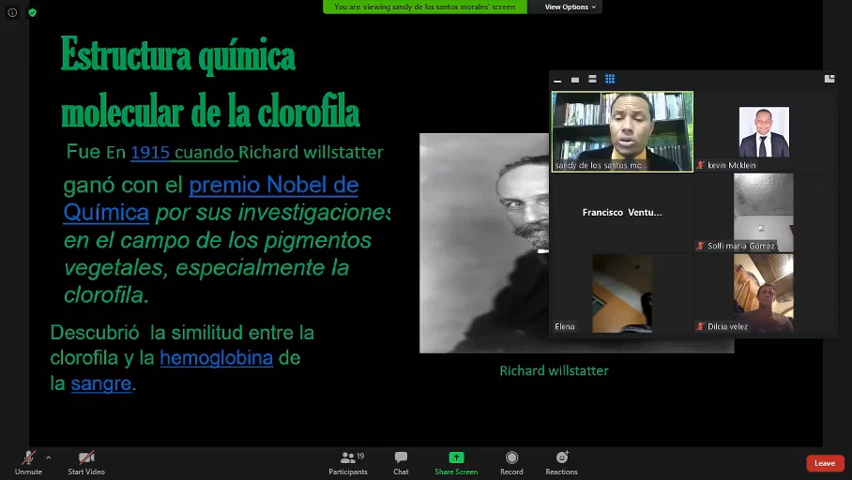 You are viewing sandy de los santos morales' screen
View Options
Estructura química
molecular de la clorofila
Fue En 1915 cuando Richard willstatter
ganó con el premio Nobel de
Química por sus investigaciones
en el campo de los pigmentos
vegetales, especialmente la
clorofila.
Descubrió la similitud entre la
clorofila y la hemoglobina de
la sangre.
Richard willstatter
sandy de los santos mc...
kevin Mcklein
Francisco Ventu...
Solfi maria Gómez
Elena
Dilcia velez
Unmute
Start Video
19
Participants
Chat
Share Screen
Record
Reactions
Leave